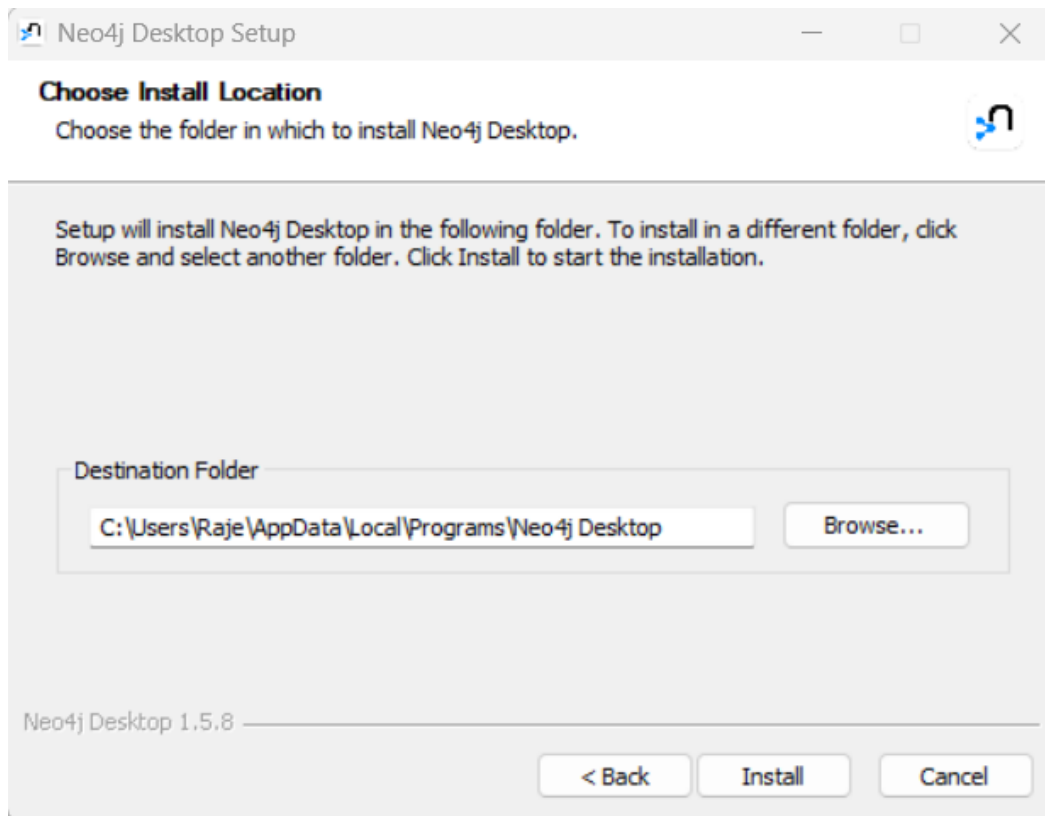 Neo4j Desktop Setup
Choose Install Location
Choose the folder in which to install Neo4j Desktop.
Setup will install Neo4j Desktop in the following folder. To install in a different folder, click
Browse and select another folder. Click Install to start the installation.
Destination Folder
C:\Users\Raje\AppData\Local\Programs\Neo4j Desktop
Browse...
Neo4j Desktop 1.5.8
< Back
Install
Cancel